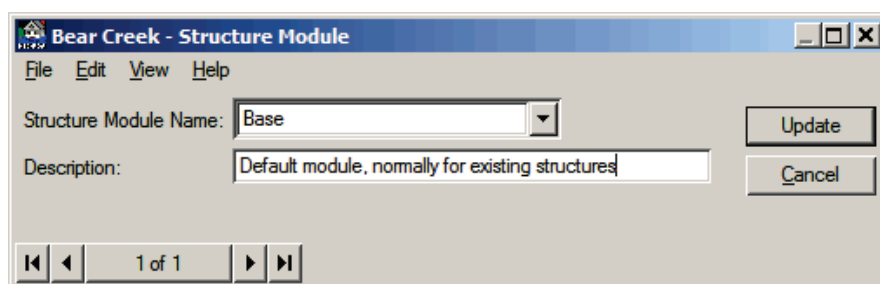 Bear Creek - Structure Module
File Edit View Help
Structure Module Name: Base
Update
Description: Default module, normally for existing structures
Cancel
1 of 1